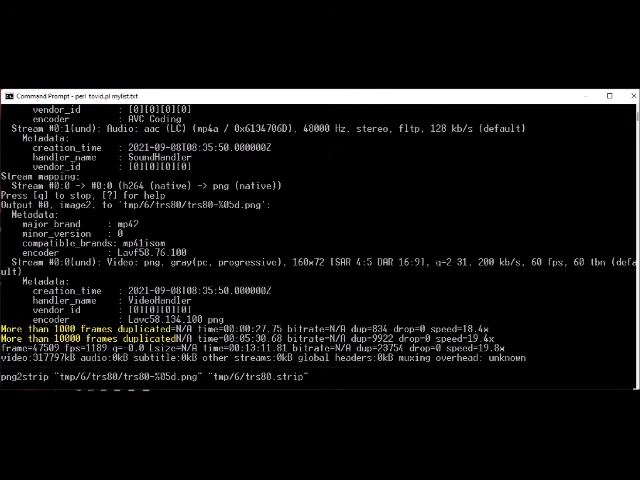 Command Prompt - perl tovid.pl mylist.txt
vendor_id : [0][0][0][0]
encoder : AVC Coding
Stream #0:1(und): Audio: aac (LC) (mp4a / 0x6134706D), 48000 Hz, stereo, fltp, 128 kb/s (default)
Metadata:
creation_time : 2021-09-08T08:35:50.000000Z
handler_name : SoundHandler
vendor_id : [0][0][0][0]
Stream mapping:
Stream #0:0 -> #0:0 (h264 (native) -> png (native))
Press [q] to stop, [?] for help
Output #0, image2, to 'tmp/6/trs80/trs80-%05d.png':
Metadata:
major_brand : mp42
minor_version : 0
compatible_brands: mp41isom
encoder : Lavf58.76.100
Stream #0:0(und): Video: png, gray(pc, progressive), 160x72 [SAR 4:5 DAR 16:9], q=2-31, 200 kb/s, 60 fps, 60 tbn (defa
ult)
Metadata:
creation_time : 2021-09-08T08:35:50.000000Z
handler_name : VideoHandler
vendor_id : [0][0][0][0]
encoder : Lavc58.134.100 png
More than 1000 frames duplicated=N/A time=00:00:27.75 bitrate=N/A dup=834 drop=0 speed=18.4x
More than 10000 frames duplicatedN/A time=00:05:30.68 bitrate=N/A dup=9922 drop=0 speed=19.4x
frame=47509 fps=1189 q=-0.0 Lsize=N/A time=00:13:11.81 bitrate=N/A dup=23754 drop=0 speed=19.8x
video:317797kB audio:0kB subtitle:0kB other streams:0kB global headers:0kB muxing overhead: unknown
png2strip "tmp/6/trs80/trs80-%05d.png" "tmp/6/trs80.strip"